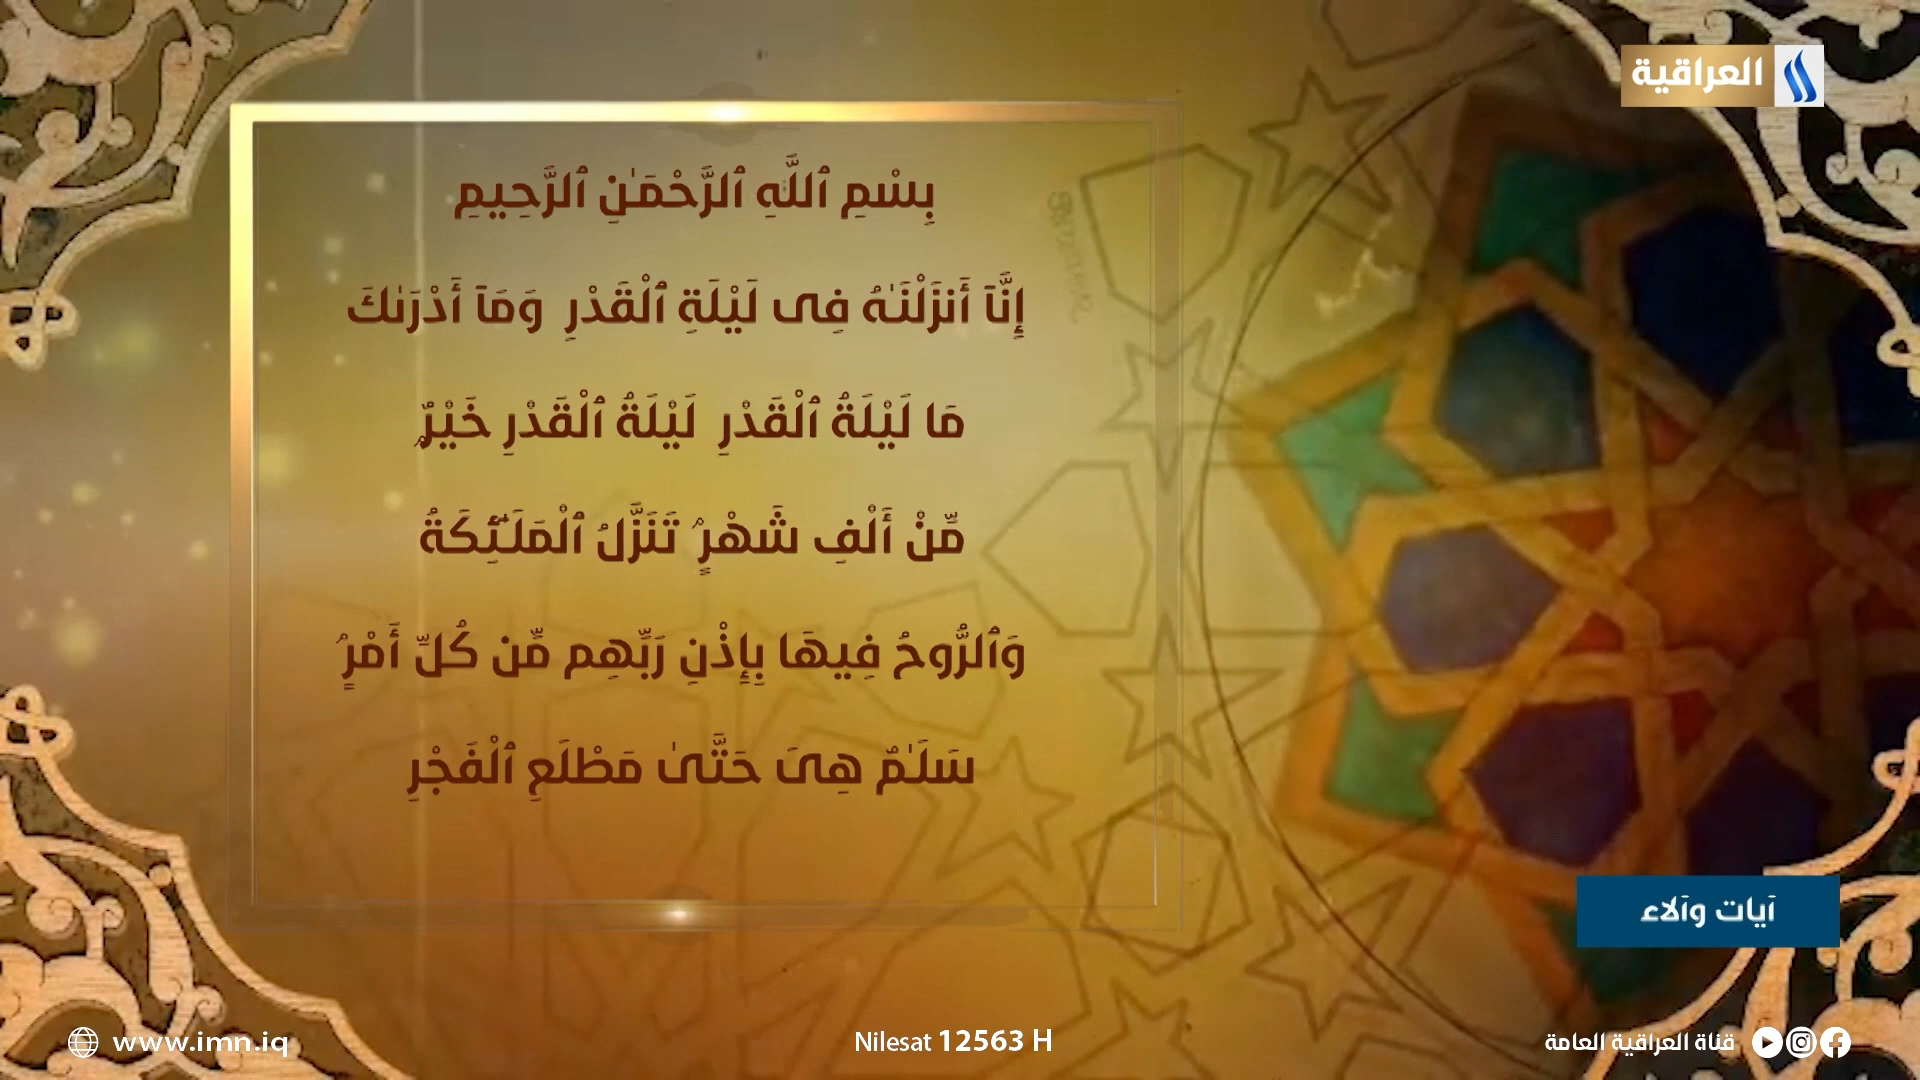 العراقية
بِسْمِ ٱللَّهِ ٱلرَّحْمَـٰنِ ٱلرَّحِيمِ
إِنَّآ أَنزَلْنَـٰهُ فِى لَيْلَةِ ٱلْقَدْرِ وَمَآ أَدْرَىٰكَ
مَا لَيْلَةُ ٱلْقَدْرِ لَيْلَةُ ٱلْقَدْرِ خَيْرٌۭ
مِّنْ أَلْفِ شَهْرٍۢ تَنَزَّلُ ٱلْمَلَـٰٓئِكَةُ
وَٱلرُّوحُ فِيهَا بِإِذْنِ رَبِّهِم مِّن كُلِّ أَمْرٍۢ
سَلَـٰمٌ هِىَ حَتَّىٰ مَطْلَعِ ٱلْفَجْرِ
آيات وآلاء
www.imn.iq
Nilesat 12563 H
قناة العراقية العامة